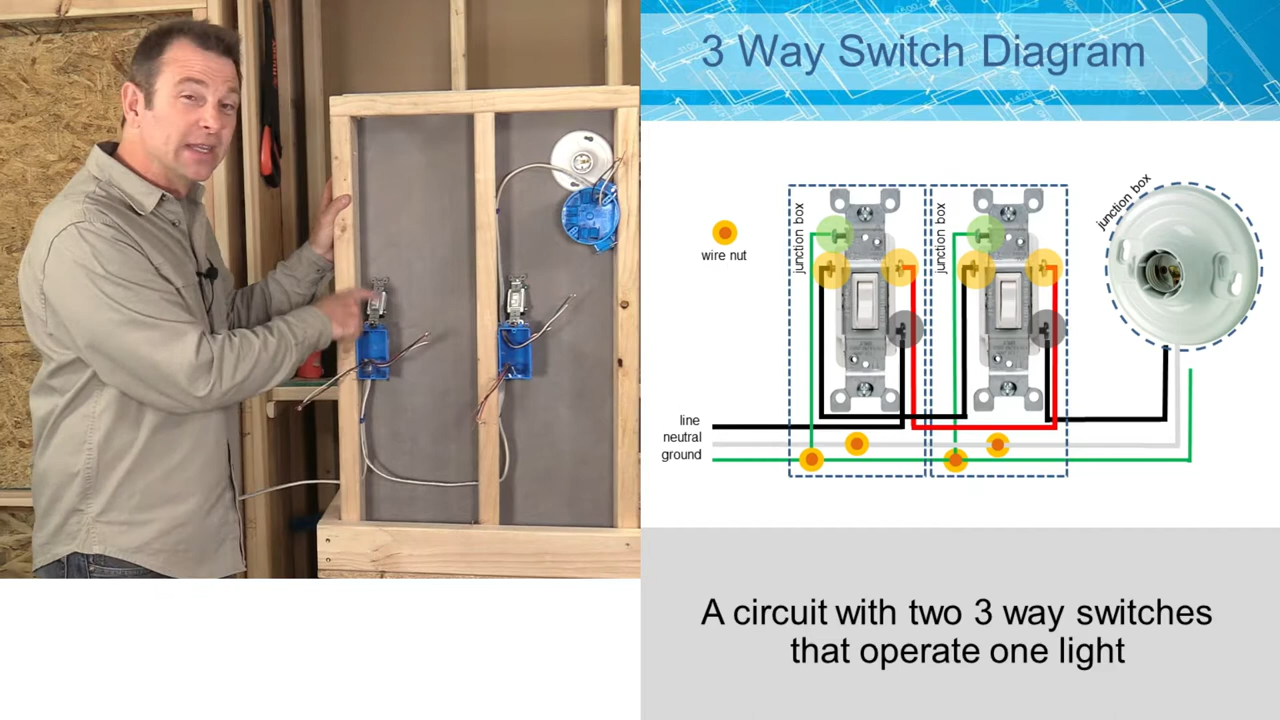 3 Way Switch Diagram
junction box
junction box
junction box
wire nut
line
neutral
ground
A circuit with two 3 way switches
that operate one light